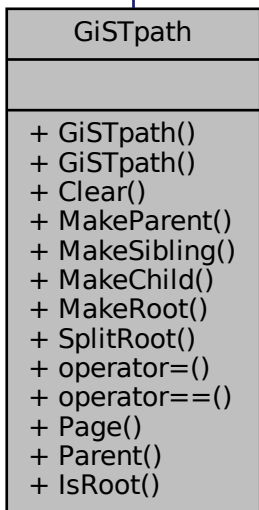 GiSTpath
+ GiSTpath()
+ GiSTpath()
+ Clear()
+ MakeParent()
+ MakeSibling()
+ MakeChild()
+ MakeRoot()
+ SplitRoot()
+ operator=()
+ operator==()
+ Page()
+ Parent()
+ IsRoot()